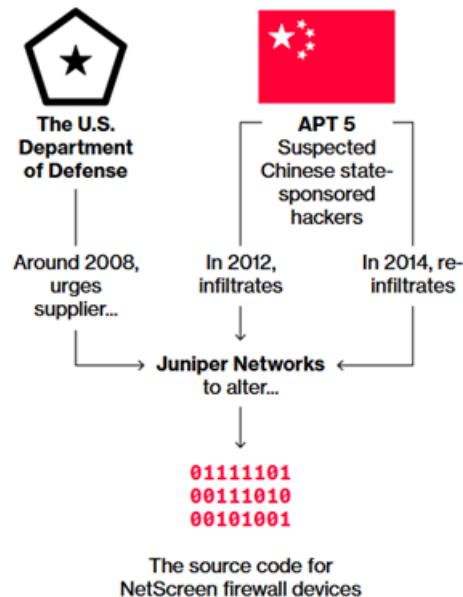 The U.S.
Department
of Defense
APT 5
Suspected
Chinese state-
sponsored
hackers
Around 2008,
urges
supplier...
In 2012,
infiltrates
In 2014, re-
infiltrates
Juniper Networks
to alter...
01111101
00111010
00101001
The source code for
NetScreen firewall devices